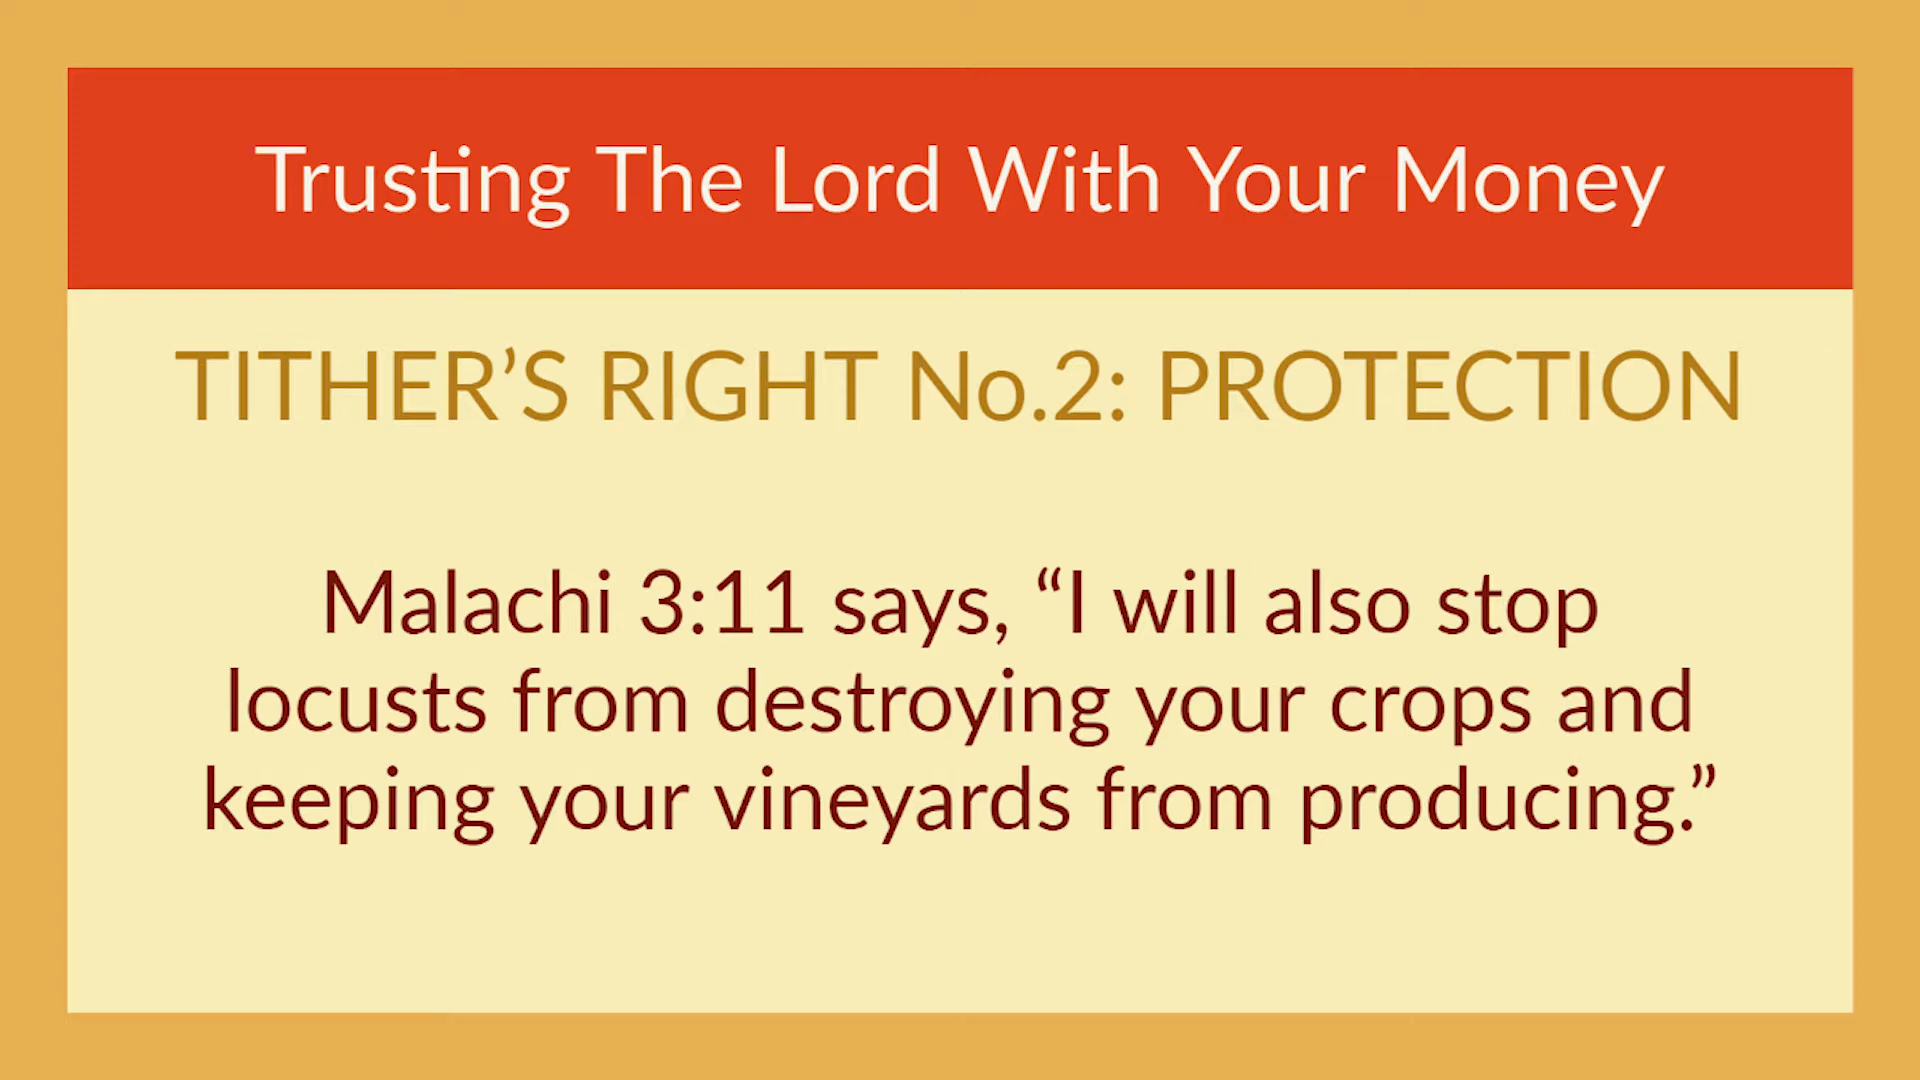 Trusting The Lord With Your Money
TITHER’S RIGHT No.2: PROTECTION
Malachi 3:11 says, “I will also stop
locusts from destroying your crops and
keeping your vineyards from producing.”